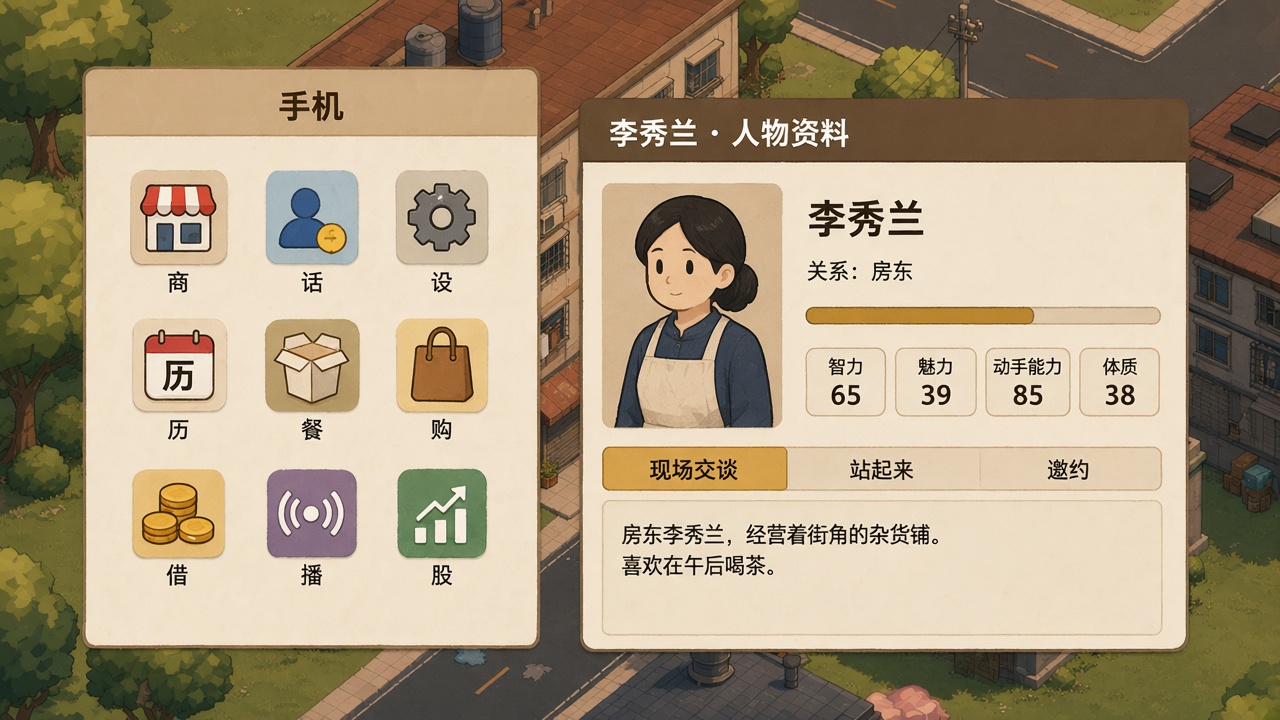 手机
商 话 设
历
历 餐 购
借 播 股
李秀兰·人物资料
李秀兰
关系：房东
智力 魅力 动手能力 体质
65 39 85 38
现场交谈 站起来 邀约
房东李秀兰，经营着街角的杂货铺。
喜欢在午后喝茶。